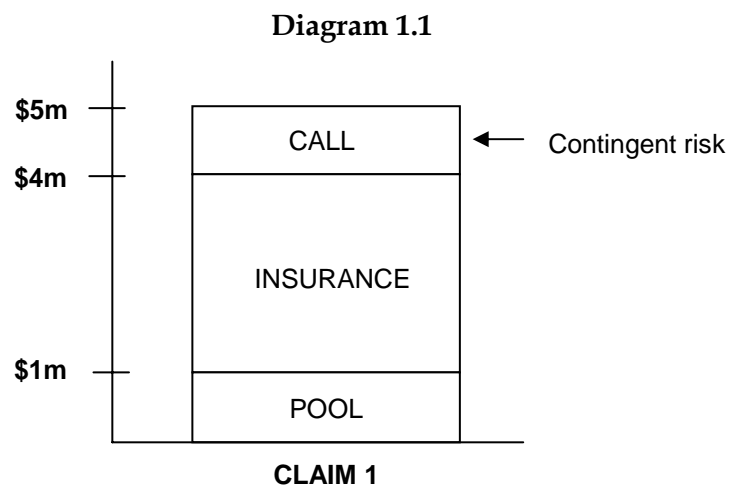 Diagram 1.1
$5m
CALL
Contingent risk
$4m
INSURANCE
$1m
POOL
CLAIM 1